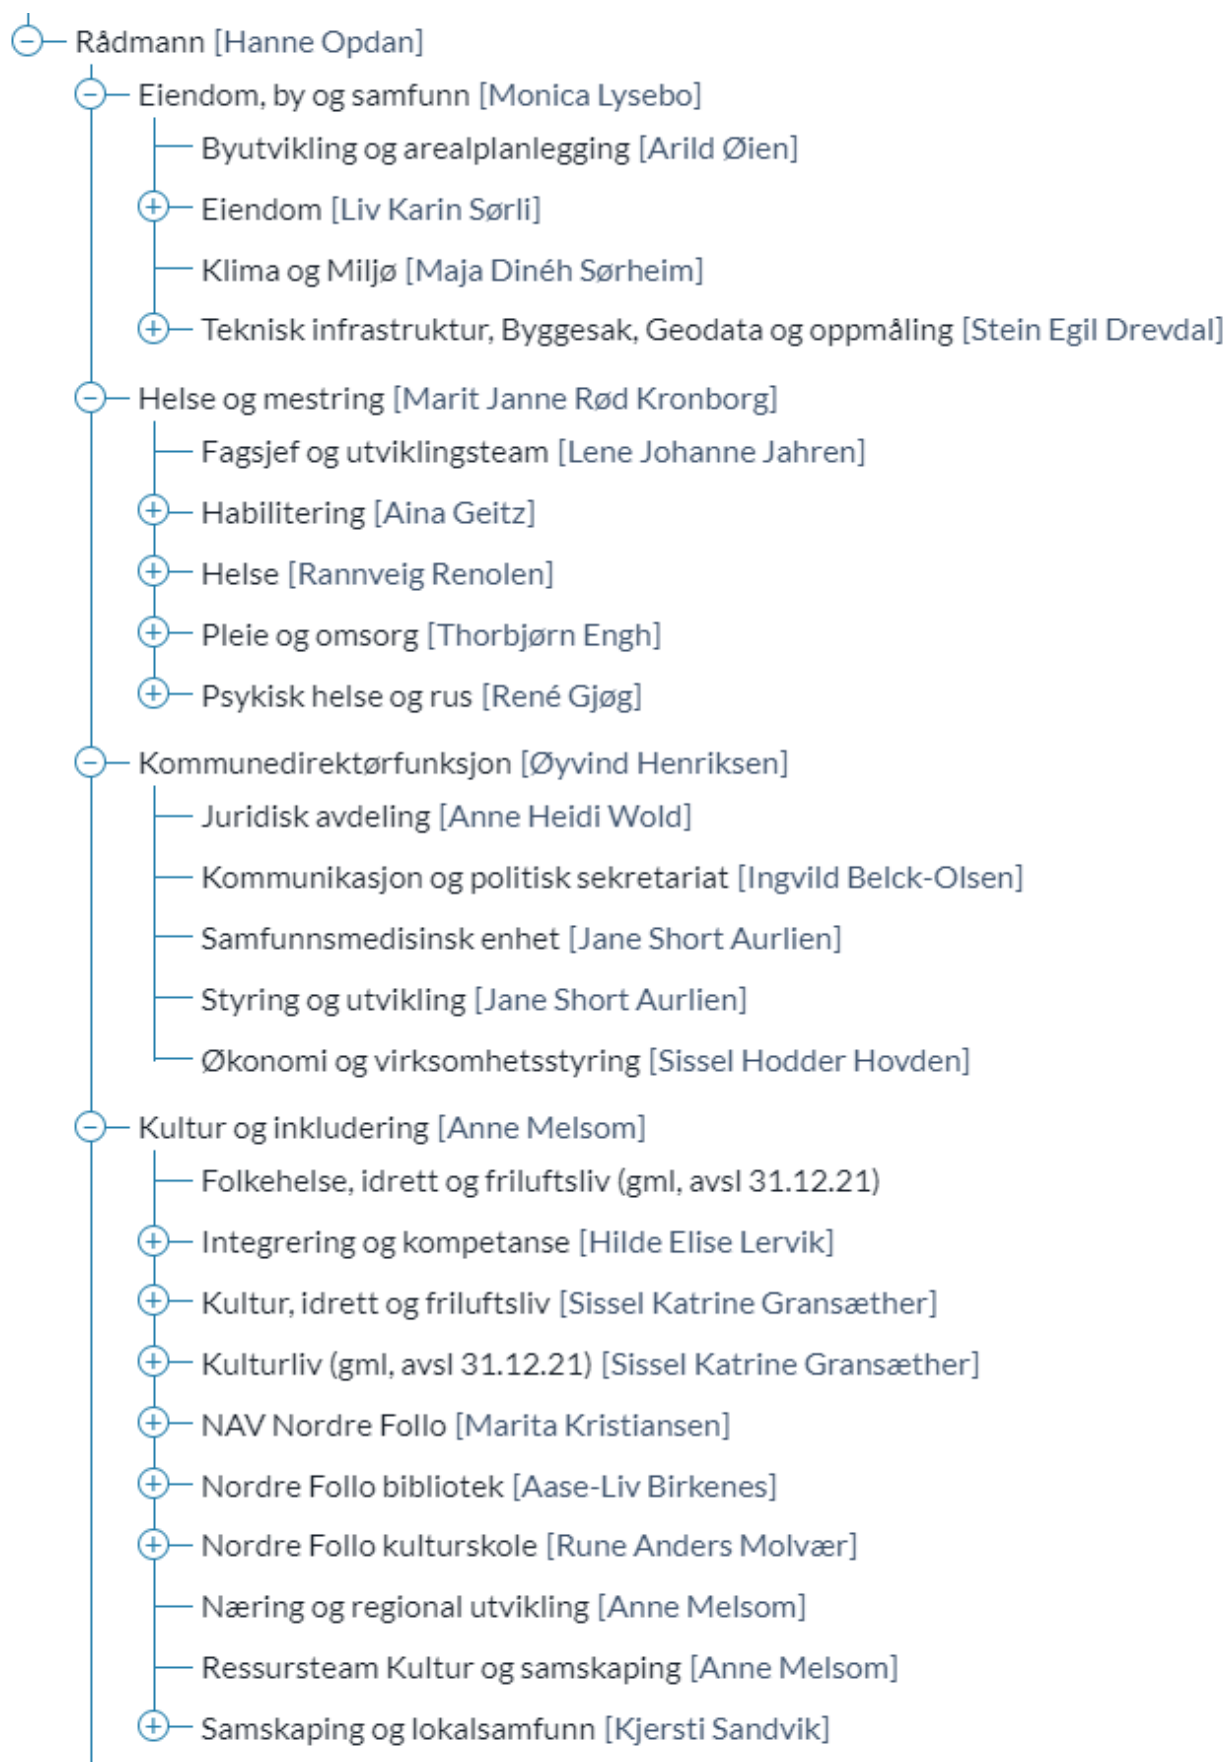 Rådmann [Hanne Opdan]
Eiendom, by og samfunn [Monica Lysebo]
Byutvikling og arealplanlegging [Arild Øien]
Eiendom [Liv Karin Sørli]
Klima og Miljø [Maja Dinéh Sørheim]
Teknisk infrastruktur, Byggesak, Geodata og oppmåling [Stein Egil Drevdal]
Helse og mestring [Marit Janne Rød Kronborg]
Fagsjef og utviklingsteam [Lene Johanne Jahren]
Habilitering [Aina Geitz]
Helse [Rannveig Renolen]
Pleie og omsorg [Thorbjørn Engh]
Psykisk helse og rus [René Gjøg]
Kommunedirektørfunksjon [Øyvind Henriksen]
Juridisk avdeling [Anne Heidi Wold]
Kommunikasjon og politisk sekretariat [Ingvild Belck-Olsen]
Samfunnsmedisinsk enhet [Jane Short Aurlien]
Styring og utvikling [Jane Short Aurlien]
Økonomi og virksomhetsstyring [Sissel Hodder Hovden]
Kultur og inkludering [Anne Melsom]
Folkehelse, idrett og friluftsliv (gml, avsl 31.12.21)
Integrering og kompetanse [Hilde Elise Lervik]
Kultur, idrett og friluftsliv [Sissel Katrine Gransæther]
Kulturliv (gml, avsl 31.12.21) [Sissel Katrine Gransæther]
NAV Nordre Follo [Marita Kristiansen]
Nordre Follo bibliotek [Aase-Liv Birkenes]
Nordre Follo kulturskole [Rune Anders Molvær]
Næring og regional utvikling [Anne Melsom]
Ressursteam Kultur og samskaping [Anne Melsom]
Samskaping og lokalsamfunn [Kjersti Sandvik]